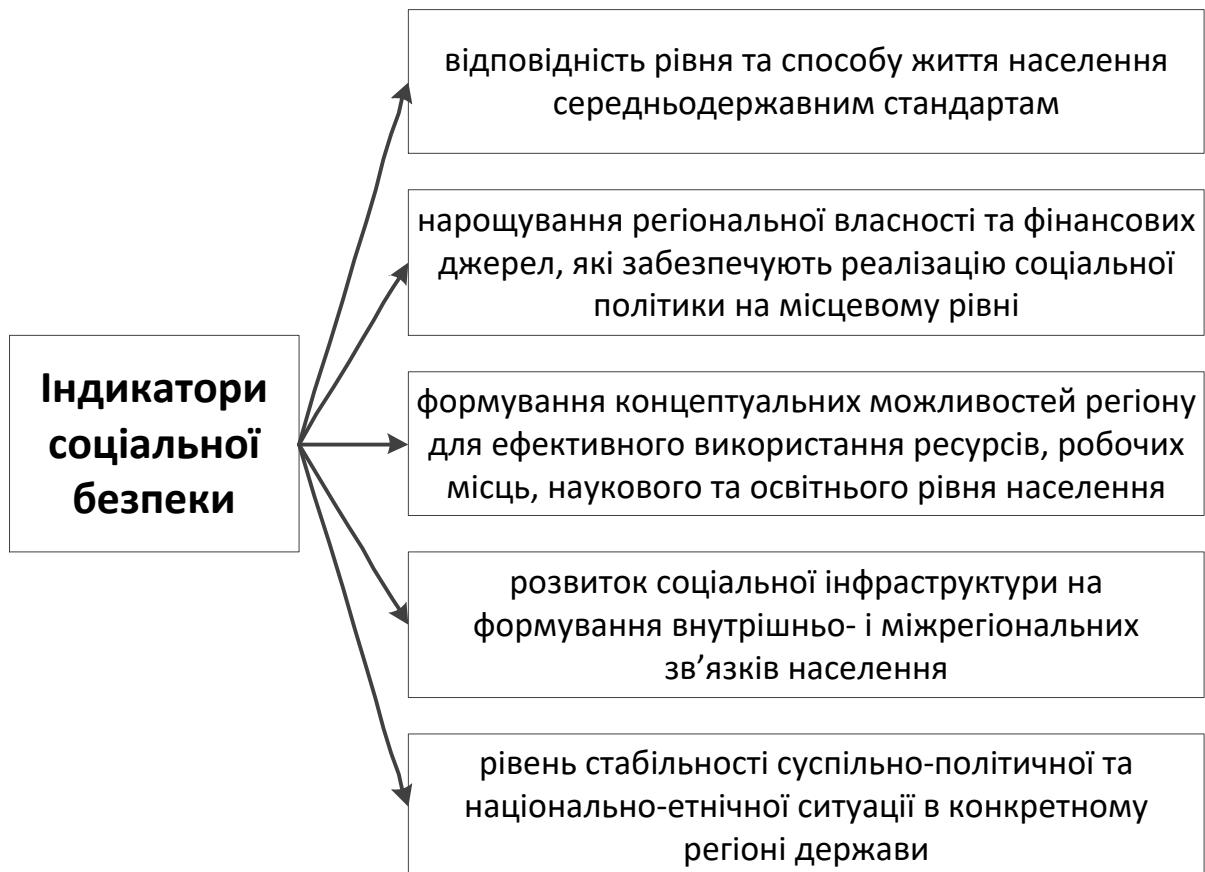 відповідність рівня та способу життя населення
середньодержавним стандартам
нарощування регіональної власності та фінансових
джерел, які забезпечують реалізацію соціальної
політики на місцевому рівні
Індикатори
соціальної
безпеки
формування концептуальних можливостей регіону
для ефективного використання ресурсів, робочих
місць, наукового та освітнього рівня населення
розвиток соціальної інфраструктури на
формування внутрішньо- і міжрегіональних
зв’язків населення
рівень стабільності суспільно-політичної та
національно-етнічної ситуації в конкретному
регіоні держави